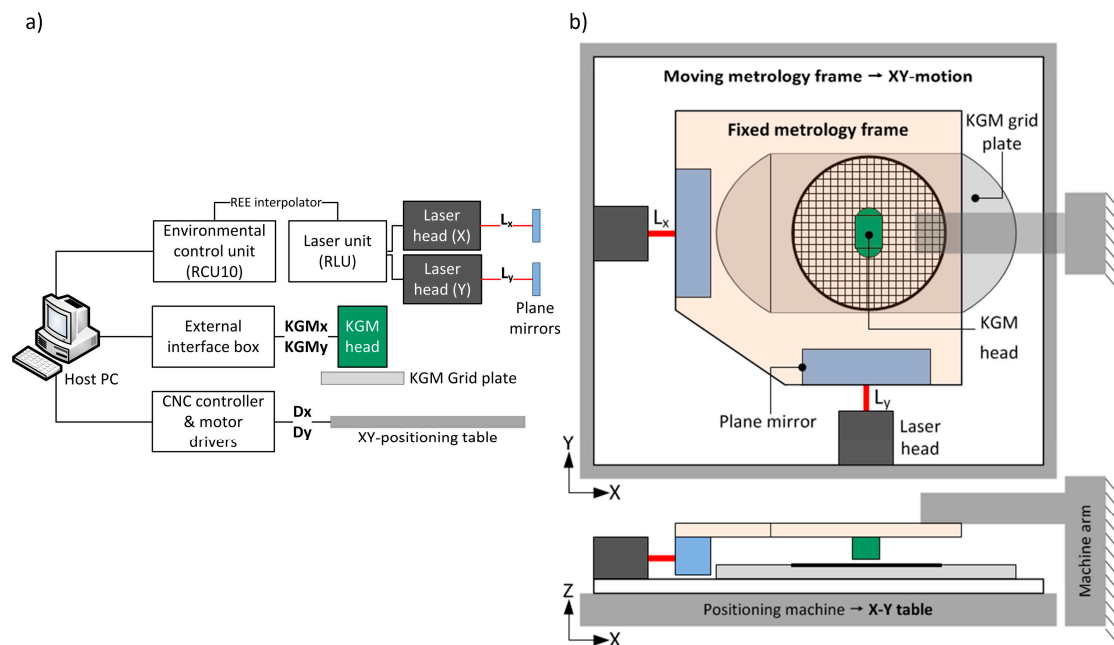 a)
REE interpolator
Environmental
control unit
(RCU10)
Laser unit
(RLU)
Laser
head (X)
Lx
Laser
head (Y)
Ly
Plane
mirrors
Host PC
External
interface box
KGMx
KGMy
KGM
head
KGM Grid plate
CNC controller
& motor
drivers
Dx
Dy
XY-positioning table
b)
Moving metrology frame → XY-motion
Fixed metrology frame
KGM grid
plate
Lx
KGM
head
Plane mirror
Ly
Laser
head
Y
X
Machine arm
Z
Positioning machine → X-Y table
X